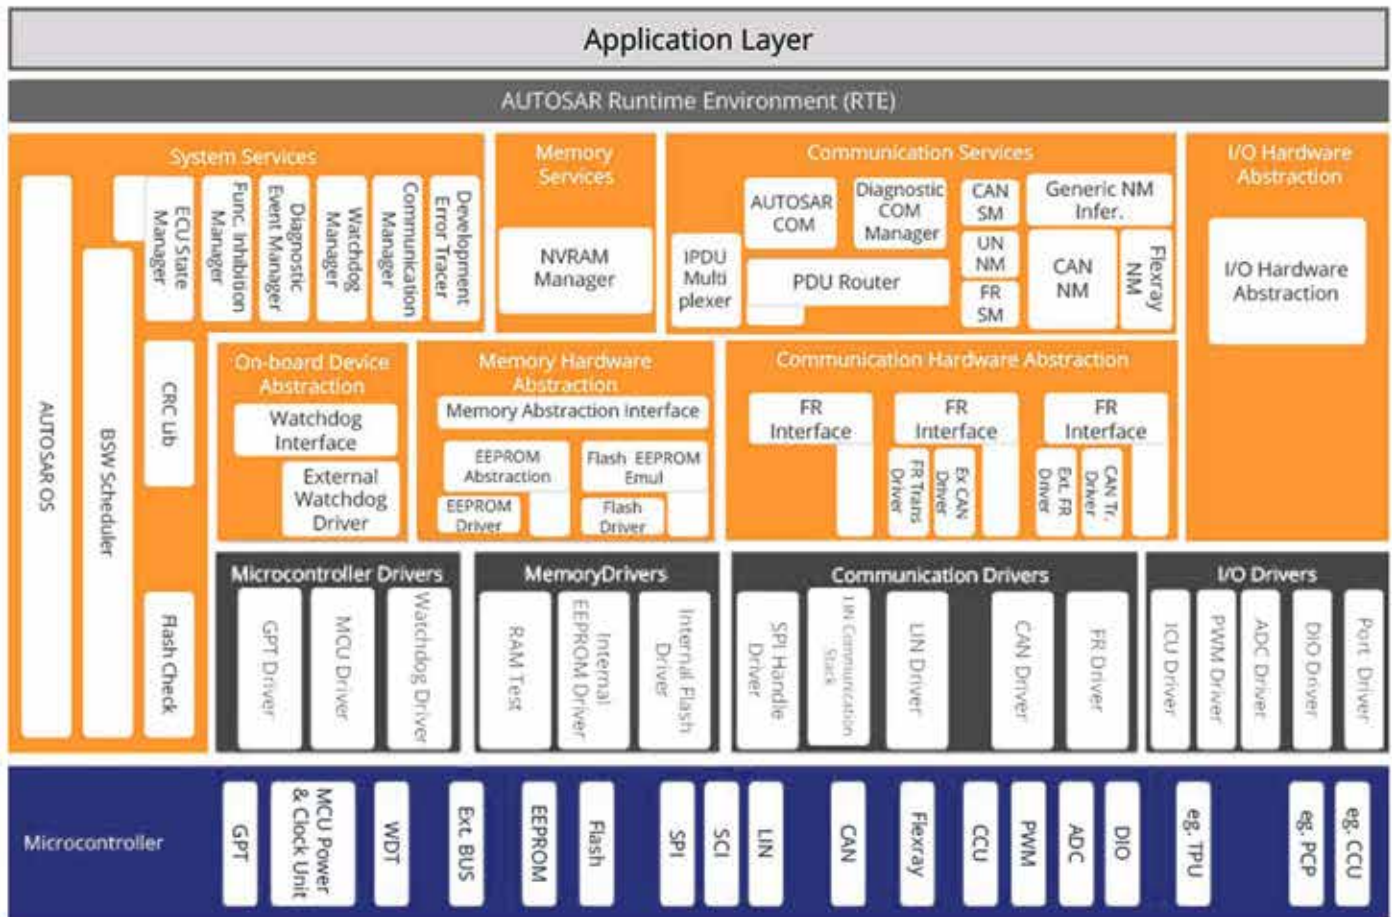 Application Layer
AUTOSAR Runtime Environment (RTE)
System Services
AUTOSAR OS
BSW Scheduler
ECU State
Manager
Func. Inhibition
Manager
Diagnostic
Event Manager
Watchdog
Manager
Communication
Manager
Development
Error Tracer
CRC Lib
Flash Check
Memory
Services
NVRAM
Manager
Communication Services
IPDU
Multi
plexer
AUTOSAR
COM
Diagnostic
COM
Manager
PDU Router
CAN
SM
UN
NM
FR
SM
Generic NM
Infer.
CAN
NM
Flexray
NM
I/O Hardware
Abstraction
I/O Hardware
Abstraction
On-board Device
Abstraction
Watchdog
Interface
External
Watchdog
Driver
Memory Hardware
Abstraction
Memory Abstraction Interface
EEPROM
Abstraction
Flash EEPROM
Emul
EEPROM
Driver
Flash
Driver
Communication Hardware Abstraction
FR
Interface
FR
Interface
FR Trans
Driver
Ex CAN
Driver
FR
Interface
Ext. FR
Driver
CAN Tr.
Driver
Microcontroller Drivers
GPT Driver
MCU Driver
Watchdog Driver
MemoryDrivers
RAM Test
Internal
EEPROM Driver
Internal Flash
Driver
Communication Drivers
SPI Handle
Driver
LIN Communication
Stack
LIN Driver
CAN Driver
FR Driver
I/O Drivers
ICU Driver
PWM Driver
ADC Driver
DIO Driver
Port Driver
Microcontroller
GPT
MCU Power
& Clock Unit
WDT
Ext. BUS
EEPROM
Flash
SPI
SCI
LIN
CAN
Flexray
CCU
PWM
ADC
DIO
eg. TPU
eg. PCP
eg. CCU